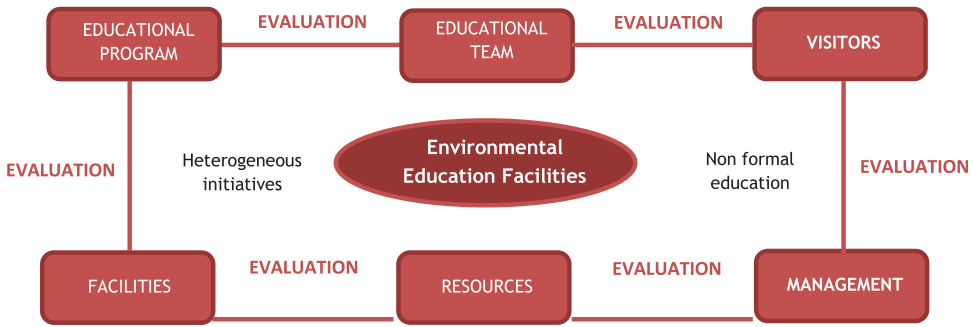 EDUCATIONAL
PROGRAM
EVALUATION
EDUCATIONAL
TEAM
EVALUATION
VISITORS
EVALUATION
Heterogeneous
initiatives
Environmental
Education Facilities
Non formal
education
EVALUATION
FACILITIES
EVALUATION
RESOURCES
EVALUATION
MANAGEMENT